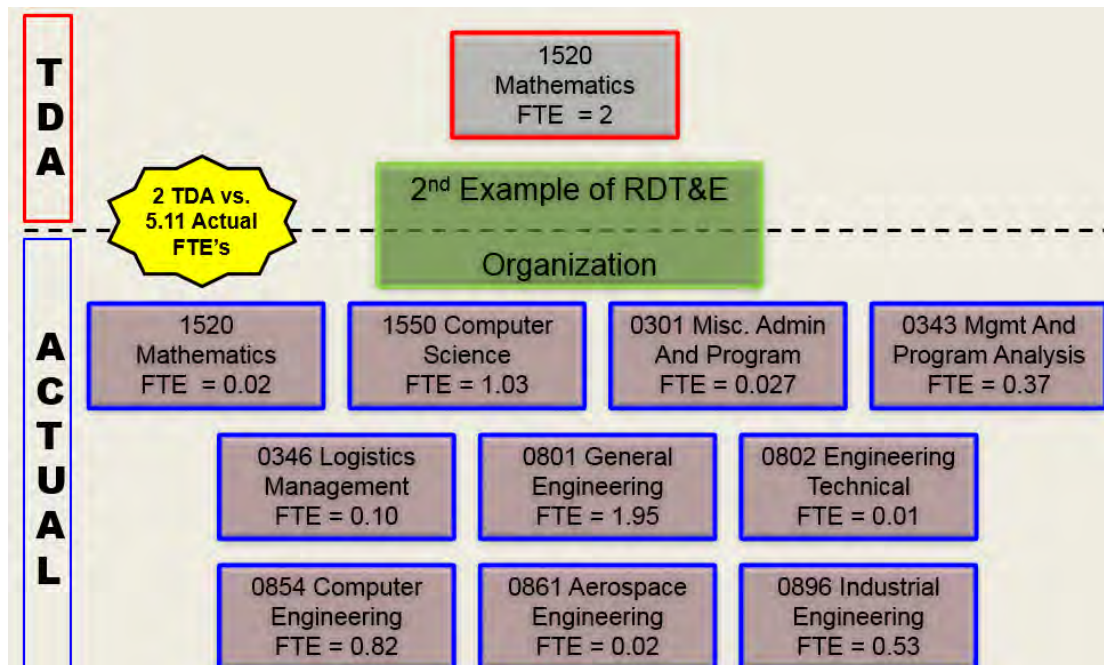 TDA
1520
Mathematics
FTE = 2
2 TDA vs.
5.11 Actual
FTE's
2nd Example of RDT&E
Organization
ACTUAL
1520
Mathematics
FTE = 0.02
1550 Computer
Science
FTE = 1.03
0301 Misc. Admin
And Program
FTE = 0.027
0343 Mgmt And
Program Analysis
FTE = 0.37
0346 Logistics
Management
FTE = 0.10
0801 General
Engineering
FTE = 1.95
0802 Engineering
Technical
FTE = 0.01
0854 Computer
Engineering
FTE = 0.82
0861 Aerospace
Engineering
FTE = 0.02
0896 Industrial
Engineering
FTE = 0.53